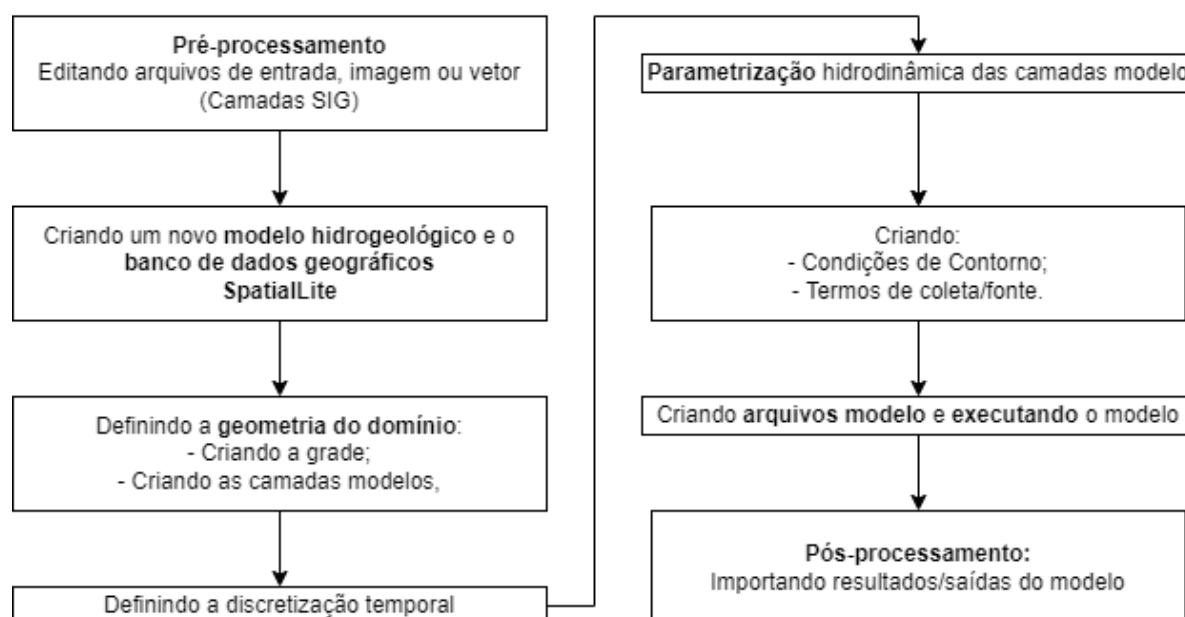 Pré-processamento
Editando arquivos de entrada, imagem ou vetor
(Camadas SIG)
Criando um novo modelo hidrogeológico e o
banco de dados geográficos
SpatialLite
Definindo a geometria do domínio:
- Criando a grade;
- Criando as camadas modelos,
Definindo a discretização temporal
Parametrização hidrodinâmica das camadas modelo
Criando:
- Condições de Contorno;
- Termos de coleta/fonte.
Criando arquivos modelo e executando o modelo
Pós-processamento:
Importando resultados/saídas do modelo